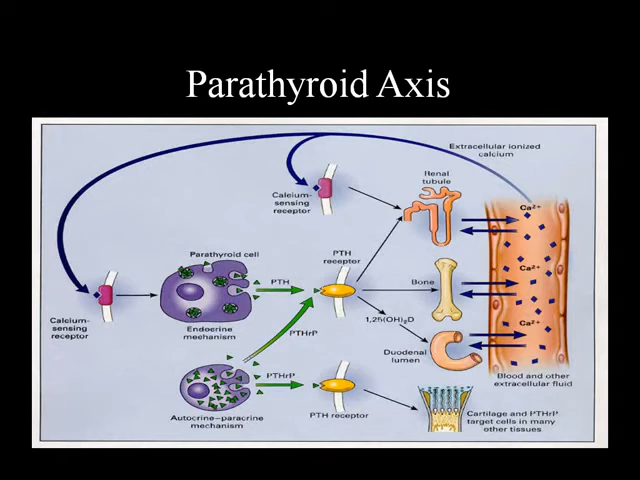 Parathyroid Axis
Extracellular ionized
calcium
Renal
tubule
Calcium-
sensing
receptor
Ca2+
Parathyroid cell
PTH
receptor
PTH
Ca2+
Bone
Calcium-
sensing
receptor
Endocrine
mechanism
PTHrP
1,25(OH)2D
Ca2+
Duodenal
lumen
PTHrP
Blood and other
extracellular fluid
Autocrine-paracrine
mechanism
PTH receptor
Cartilage and PTHrP
target cells in many
other tissues